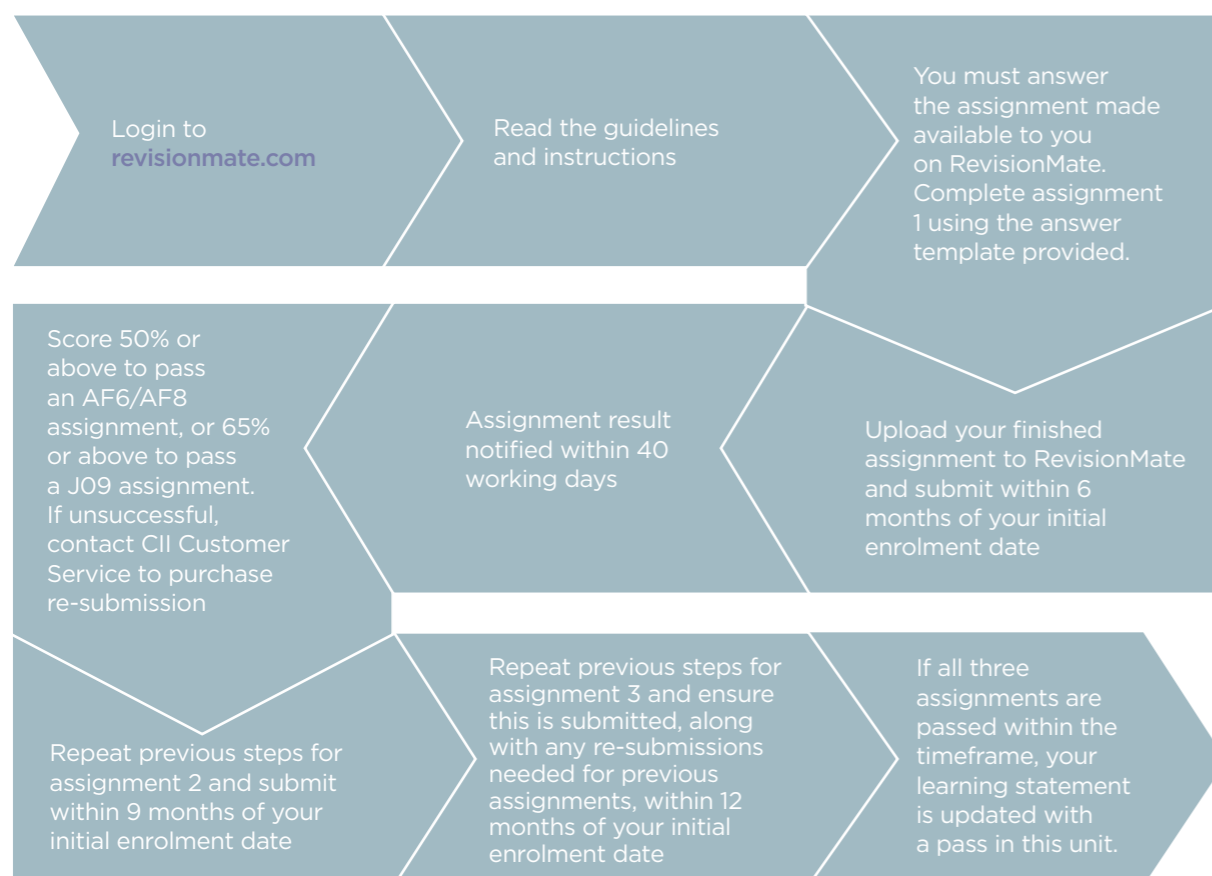 Login to
revisionmate.com
Read the guidelines
and instructions
You must answer
the assignment made
available to you
on RevisionMate.
Complete assignment
1 using the answer
template provided.
Upload your finished
assignment to RevisionMate
and submit within 6
months of your initial
enrolment date
Assignment result
notified within 40
working days
Score 50% or
above to pass
an AF6/AF8
assignment, or 65%
or above to pass
a J09 assignment.
If unsuccessful,
contact CII Customer
Service to purchase
re-submission
Repeat previous steps for
assignment 2 and submit
within 9 months of your
initial enrolment date
Repeat previous steps for
assignment 3 and ensure
this is submitted, along
with any re-submissions
needed for previous
assignments, within 12
months of your initial
enrolment date
If all three
assignments are
passed within the
timeframe, your
learning statement
is updated with
a pass in this unit.